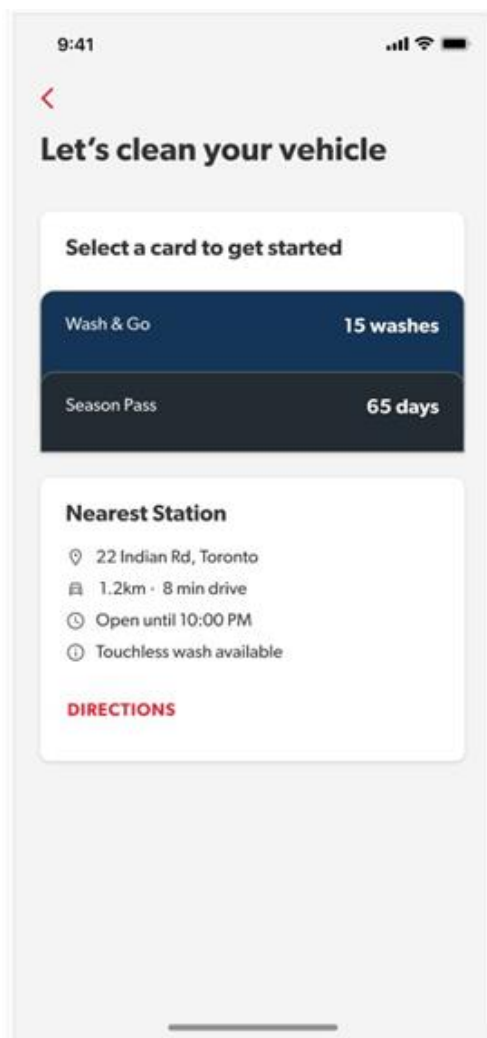 9:41
Let’s clean your vehicle
Select a card to get started
Wash & Go 15 washes
Season Pass 65 days
Nearest Station
22 Indian Rd, Toronto
1.2km · 8 min drive
Open until 10:00 PM
Touchless wash available
DIRECTIONS